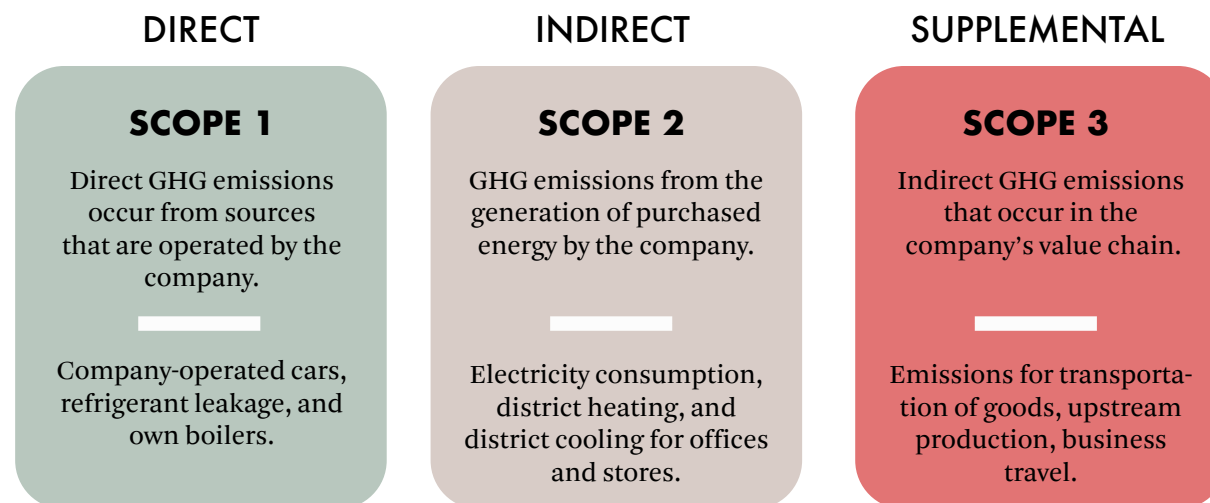 DIRECT
SCOPE 1
Direct GHG emissions
occur from sources
that are operated by the
company.
Company-operated cars,
refrigerant leakage, and
own boilers.
INDIRECT
SCOPE 2
GHG emissions from the
generation of purchased
energy by the company.
Electricity consumption,
district heating, and
district cooling for offices
and stores.
SUPPLEMENTAL
SCOPE 3
Indirect GHG emissions
that occur in the
company’s value chain.
Emissions for transporta-
tion of goods, upstream
production, business
travel.